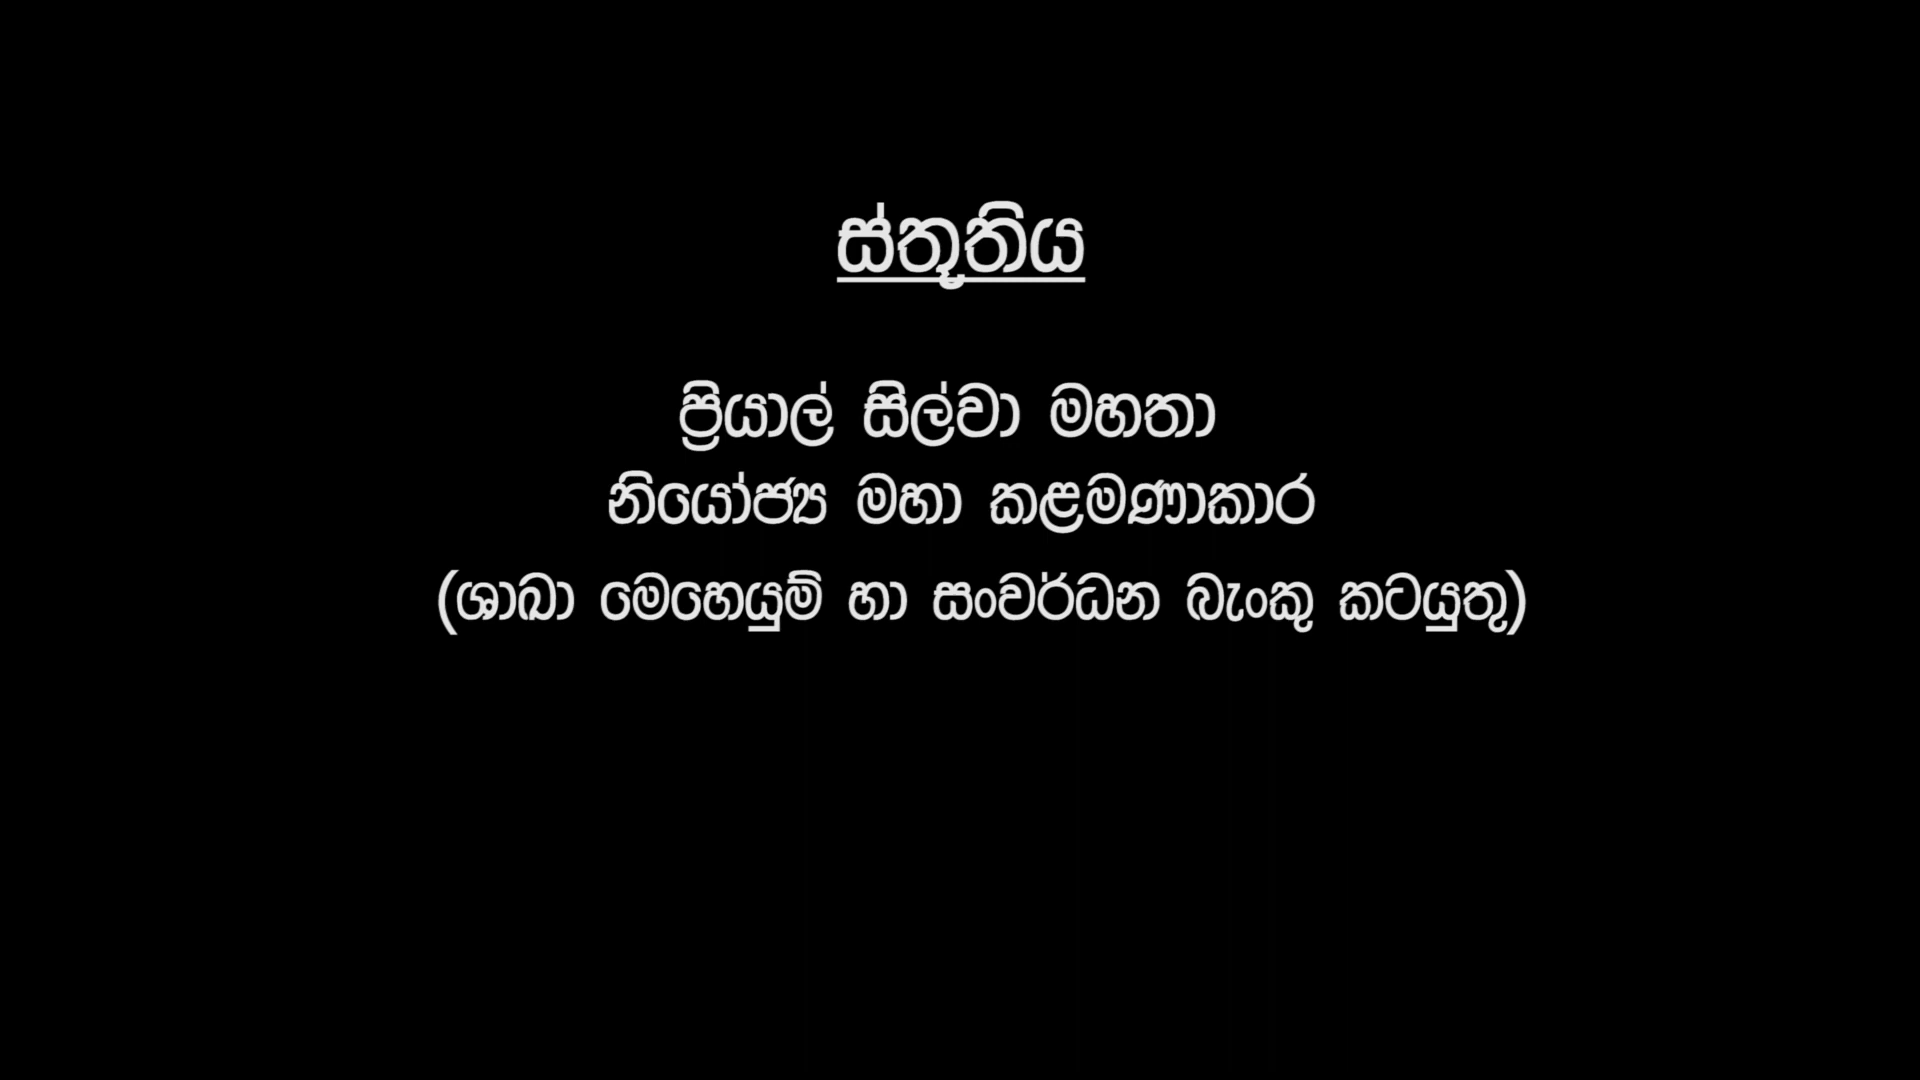 ස්තූතිය
ප්‍රියාල් සිල්වා මහතා
නියෝජ්‍ය මහා කළමණාකාර
(ශාඛා මෙහෙයුම් හා සංවර්ධන බැංකු කටයුතු)